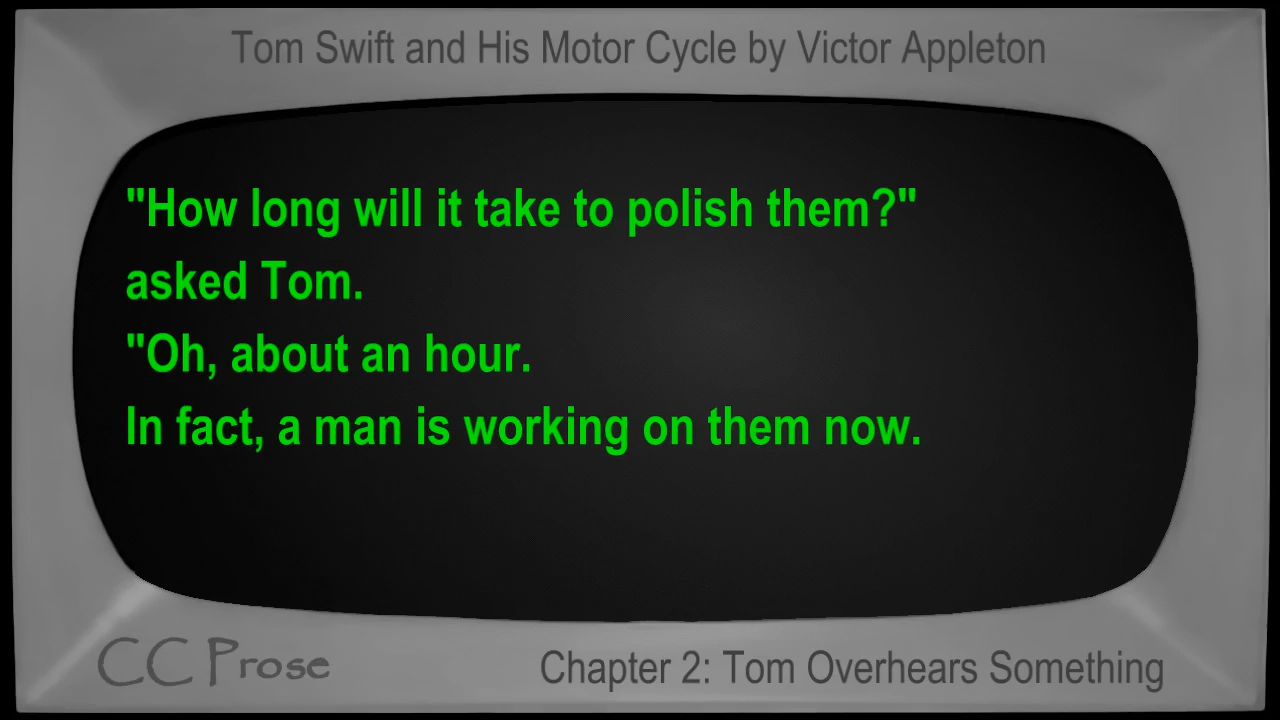 Tom Swift and His Motor Cycle by Victor Appleton
"How long will it take to polish them?"
asked Tom.
"Oh, about an hour.
In fact, a man is working on them now.
CC Prose
Chapter 2: Tom Overhears Something